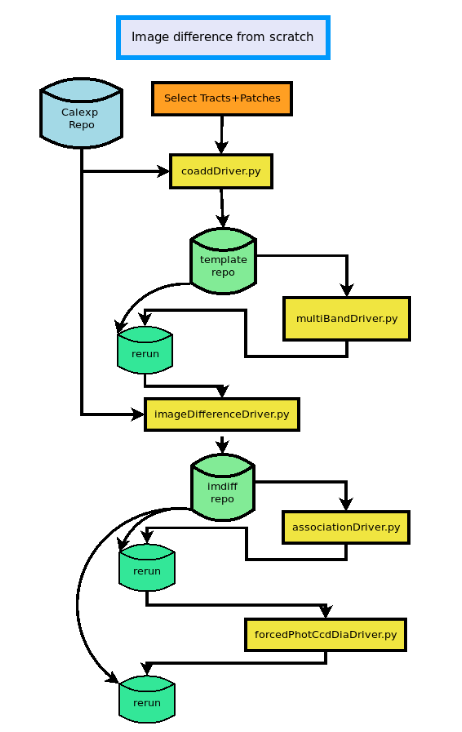 Image difference from scratch
Select Tracts+Patches
Calexp
Repo
coaddDriver.py
template
repo
multiBandDriver.py
rerun
imageDifferenceDriver.py
imdiff
repo
associationDriver.py
rerun
forcedPhotCcdDiaDriver.py
rerun